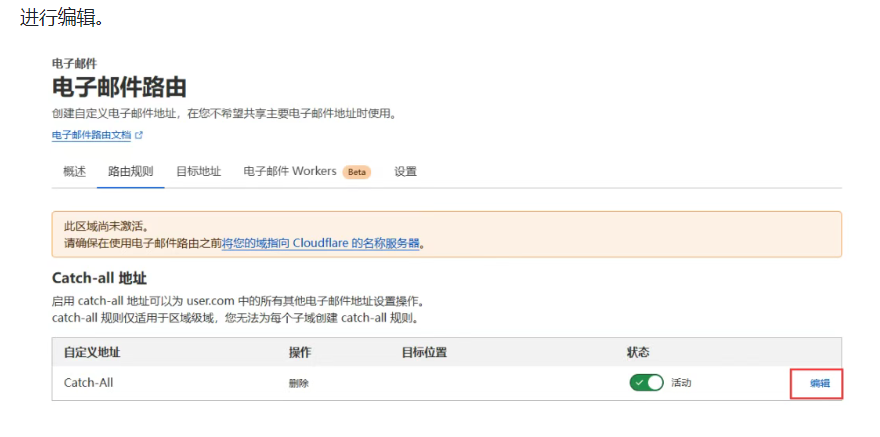 进行编辑。
电子邮件
电子邮件路由
创建自定义电子邮件地址，在您不希望共享主要电子邮件地址时使用。
电子邮件路由文档
概述 路由规则 目标地址 电子邮件 Workers Beta 设置
此区域尚未激活。
请确保在使用电子邮件路由之前将您的域指向 Cloudflare 的名称服务器。
Catch-all 地址
启用 catch-all 地址可以为 user.com 中的所有其他电子邮件地址设置操作。
catch-all 规则仅适用于区域级域，您无法为每个子域创建 catch-all 规则。
自定义地址 操作 目标位置 状态
Catch-All 删除 活动 编辑